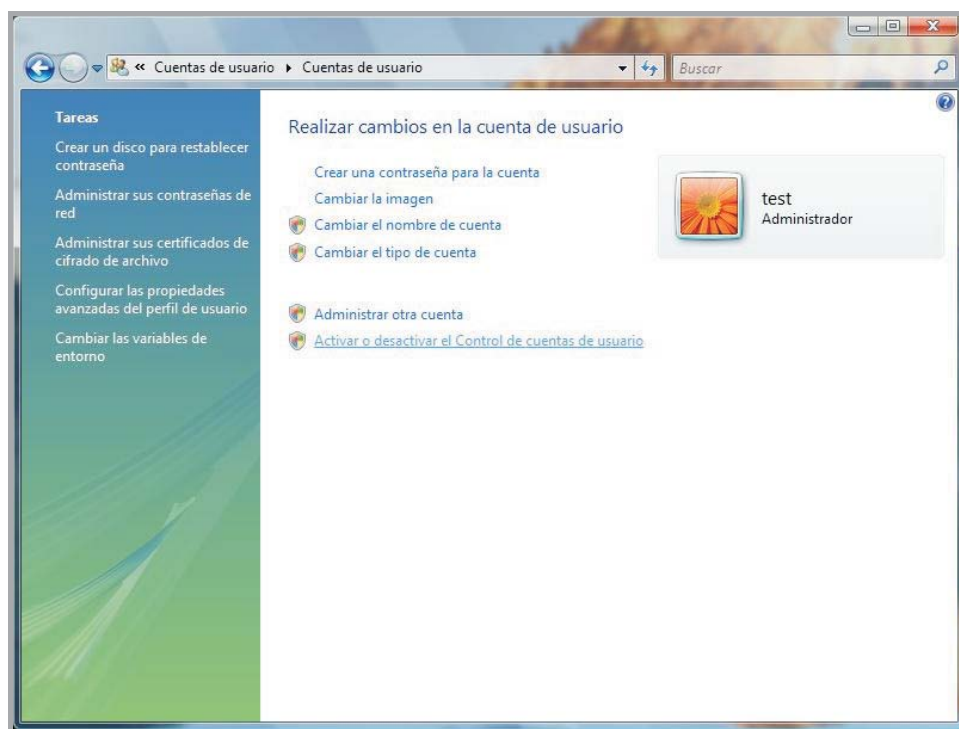 « Cuentas de usuario ▸ Cuentas de usuario
Buscar
Tareas
Crear un disco para restablecer
contraseña
Administrar sus contraseñas de
red
Administrar sus certificados de
cifrado de archivo
Configurar las propiedades
avanzadas del perfil de usuario
Cambiar las variables de
entorno
Realizar cambios en la cuenta de usuario
Crear una contraseña para la cuenta
Cambiar la imagen
Cambiar el nombre de cuenta
Cambiar el tipo de cuenta
Administrar otra cuenta
Activar o desactivar el Control de cuentas de usuario
test
Administrador